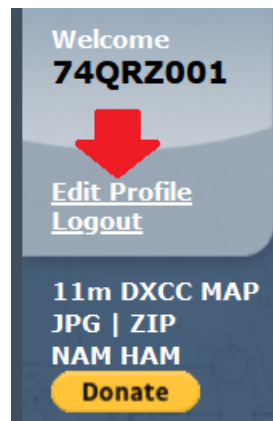 Welcome
74QRZ001
Edit Profile
Logout
11m DXCC MAP
JPG | ZIP
NAM HAM
Donate